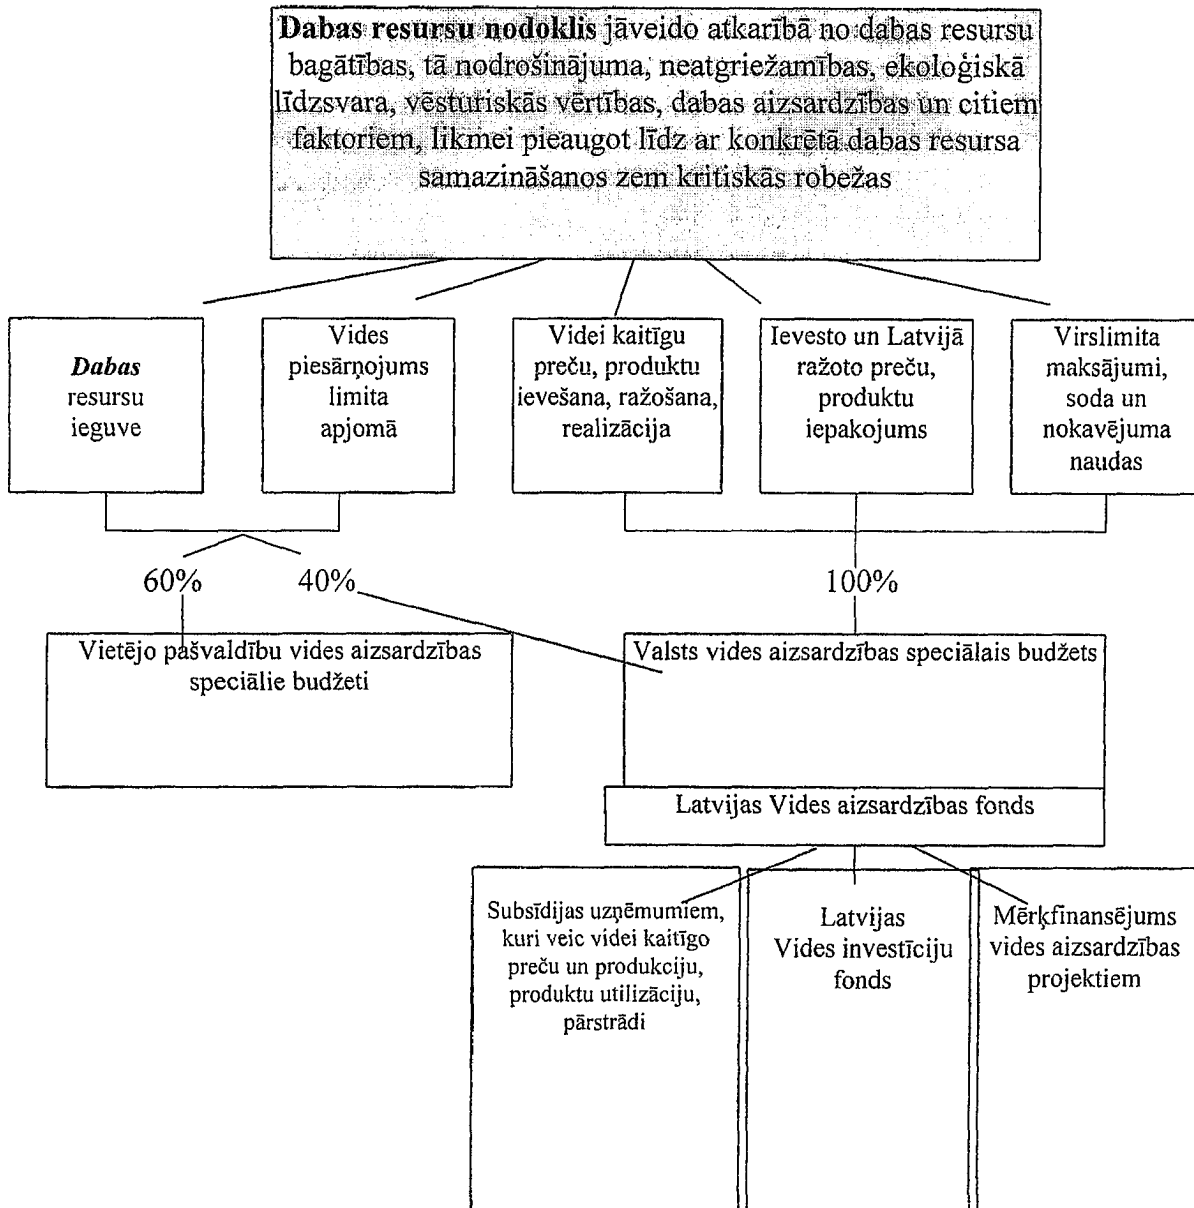 Dabas resursu nodoklis jāveido atkarībā no dabas resursu
bagātības, tā nodrošinājuma, neatgriežamības, ekoloģiskā
līdzsvara, vēsturiskās vērtības, dabas aizsardzības un citiem
faktoriem, likmei pieaugot līdz ar konkrētā dabas resursa
samazināšanos zem kritiskās robežas
Dabas
resursu
ieguve
Vides
piesārņojums
limita
apjomā
Videi kaitīgu
preču, produktu
ievešana, ražošana,
realizācija
Ievesto un Latvijā
ražoto preču,
produktu
iepakojums
Virslimita
maksājumi,
soda un
nokavējuma
naudas
60%
40%
100%
Vietējo pašvaldību vides aizsardzības
speciālie budžeti
Valsts vides aizsardzības speciālais budžets
Latvijas Vides aizsardzības fonds
Subsīdijas uzņēmumiem,
kuri veic videi kaitīgo
preču un produkciju,
produktu utilizāciju,
pārstrādi
Latvijas
Vides investīciju
fonds
Mērķfinansējums
vides aizsardzības
projektiem